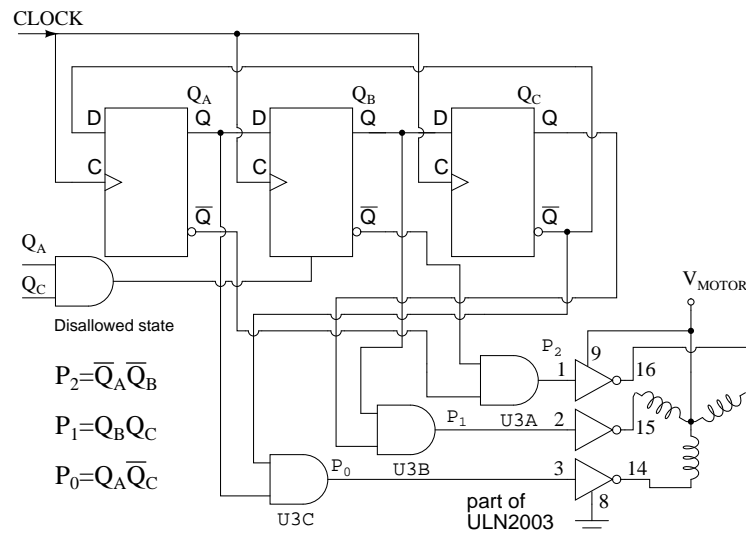 CLOCK
Q_A Q_B Q_C
D Q D Q D Q
C C C
Q̅ Q̅ Q̅
Q_A
Q_C
Disallowed state
V_MOTOR
P_2=Q̅_AQ̅_B
P_1=Q_BQ_C
P_0=Q_AQ̅_C
P_2 9
1 16
U3A
P_1 2 15
U3B
P_0 3 14
U3C
8
part of
ULN2003